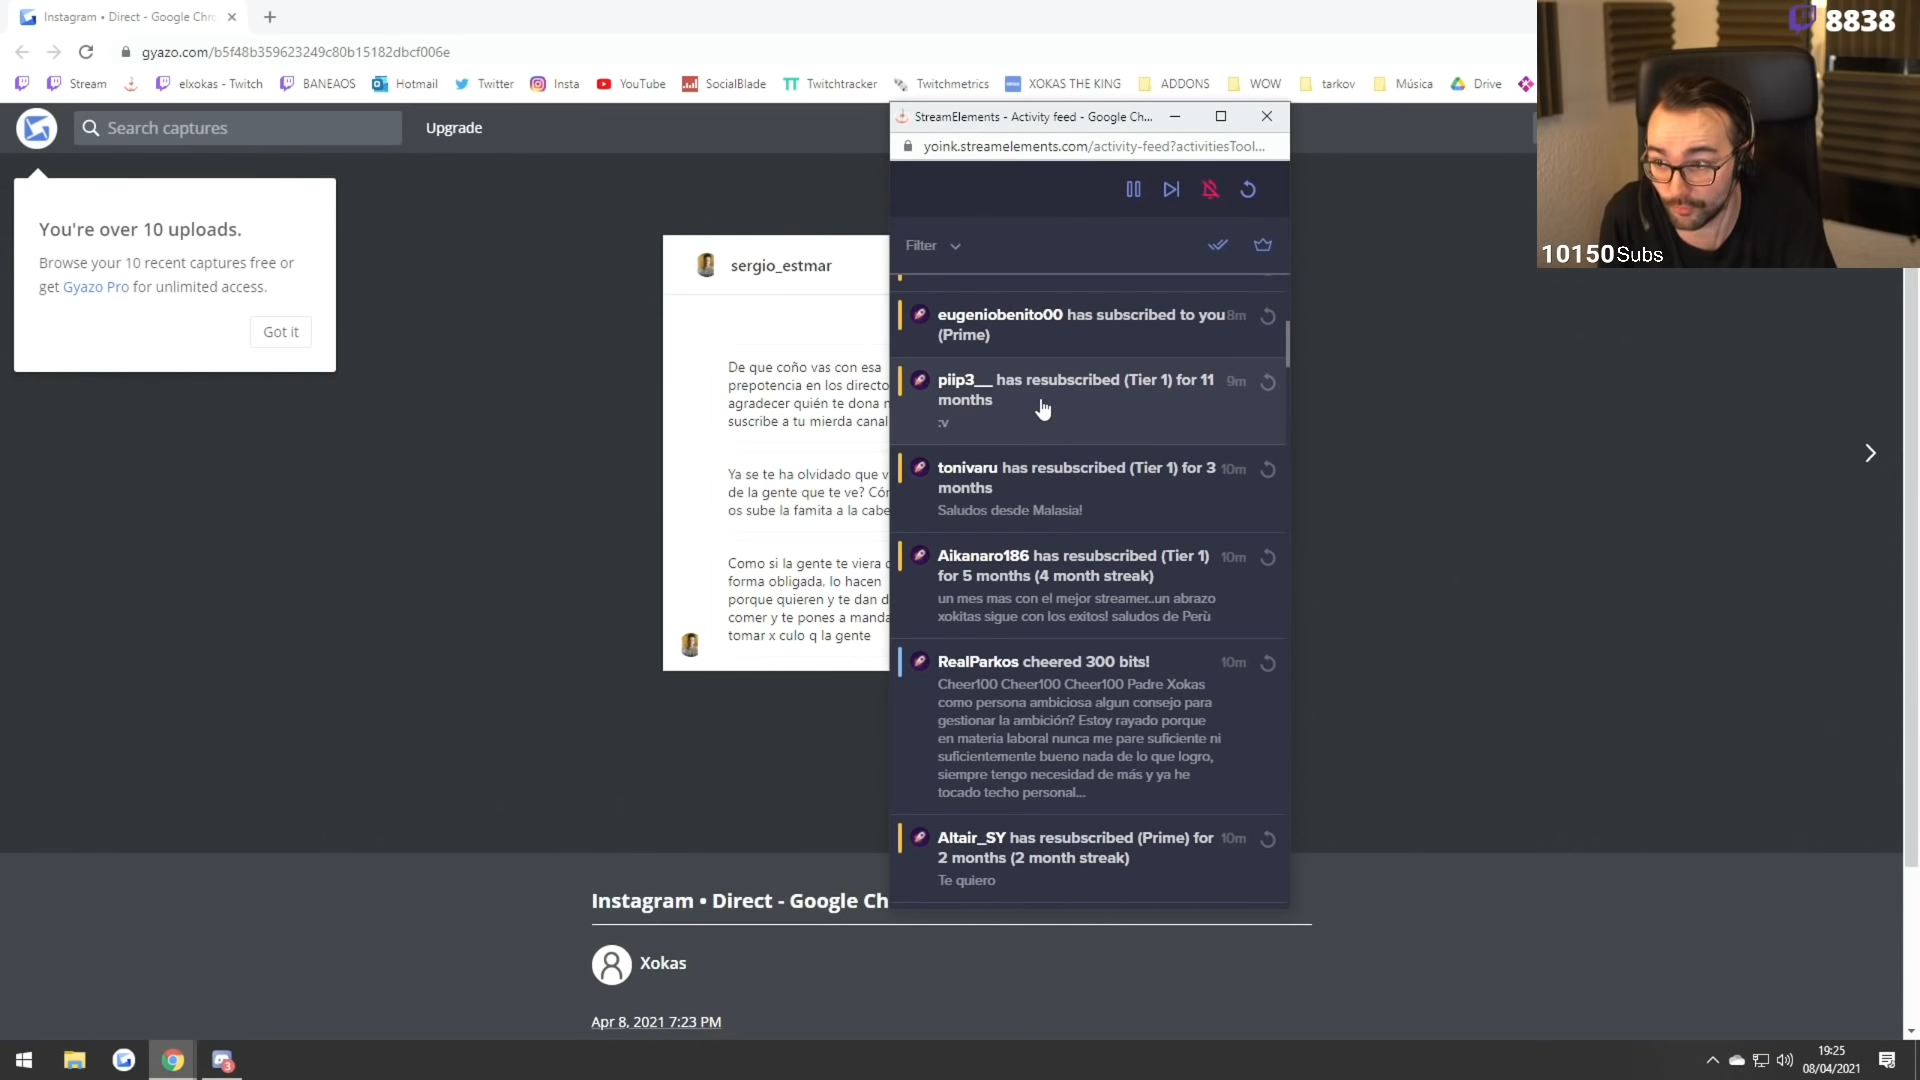 Instagram • Direct - Google Chr
gyazo.com/b5f48b359623249c80b15182dbcf006e
Stream
elxokas - Twitch
BANEAOS
Hotmail
Twitter
Insta
YouTube
SocialBlade
Twitchtracker
Twitchmetrics
XOKAS THE KING
ADDONS
WOW
tarkov
Música
Drive
8838
10150 Subs
Search captures
Upgrade
You're over 10 uploads.
Browse your 10 recent captures free or
get Gyazo Pro for unlimited access.
Got it
sergio_estmar
De que coño vas con esa
prepotencia en los directo
agradecer quién te dona n
suscribe a tu mierda canal
Ya se te ha olvidado que v
de la gente que te ve? Cór
os sube la famita a la cabe
Como si la gente te viera
forma obligada, lo hacen
porque quieren y te dan d
comer y te pones a manda
tomar x culo q la gente
StreamElements - Activity feed - Google Ch...
yoink.streamelements.com/activity-feed?activitiesTool...
Filter
eugeniobenito00 has subscribed to you 8m
(Prime)
piip3__ has resubscribed (Tier 1) for 11 9m
months
:v
tonivaru has resubscribed (Tier 1) for 3 10m
months
Saludos desde Malasia!
Aikanaro186 has resubscribed (Tier 1) 10m
for 5 months (4 month streak)
un mes mas con el mejor streamer..un abrazo
xokitas sigue con los exitos! saludos de Perù
RealParkos cheered 300 bits! 10m
Cheer100 Cheer100 Cheer100 Padre Xokas
como persona ambiciosa algun consejo para
gestionar la ambición? Estoy rayado porque
en materia laboral nunca me pare suficiente ni
suficientemente bueno nada de lo que logro,
siempre tengo necesidad de más y ya he
tocado techo personal...
Altair_SY has resubscribed (Prime) for 10m
2 months (2 month streak)
Te quiero
Instagram • Direct - Google Ch
Xokas
Apr 8, 2021 7:23 PM
3
19:25
08/04/2021